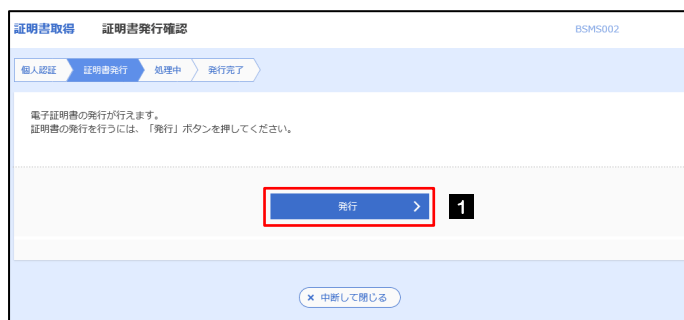 証明書取得 証明書発行確認 BSMS002
個人認証 証明書発行 処理中 発行完了
電子証明書の発行が行えます。
証明書の発行を行うには、「発行」ボタンを押してください。
発行 1
× 中断して閉じる